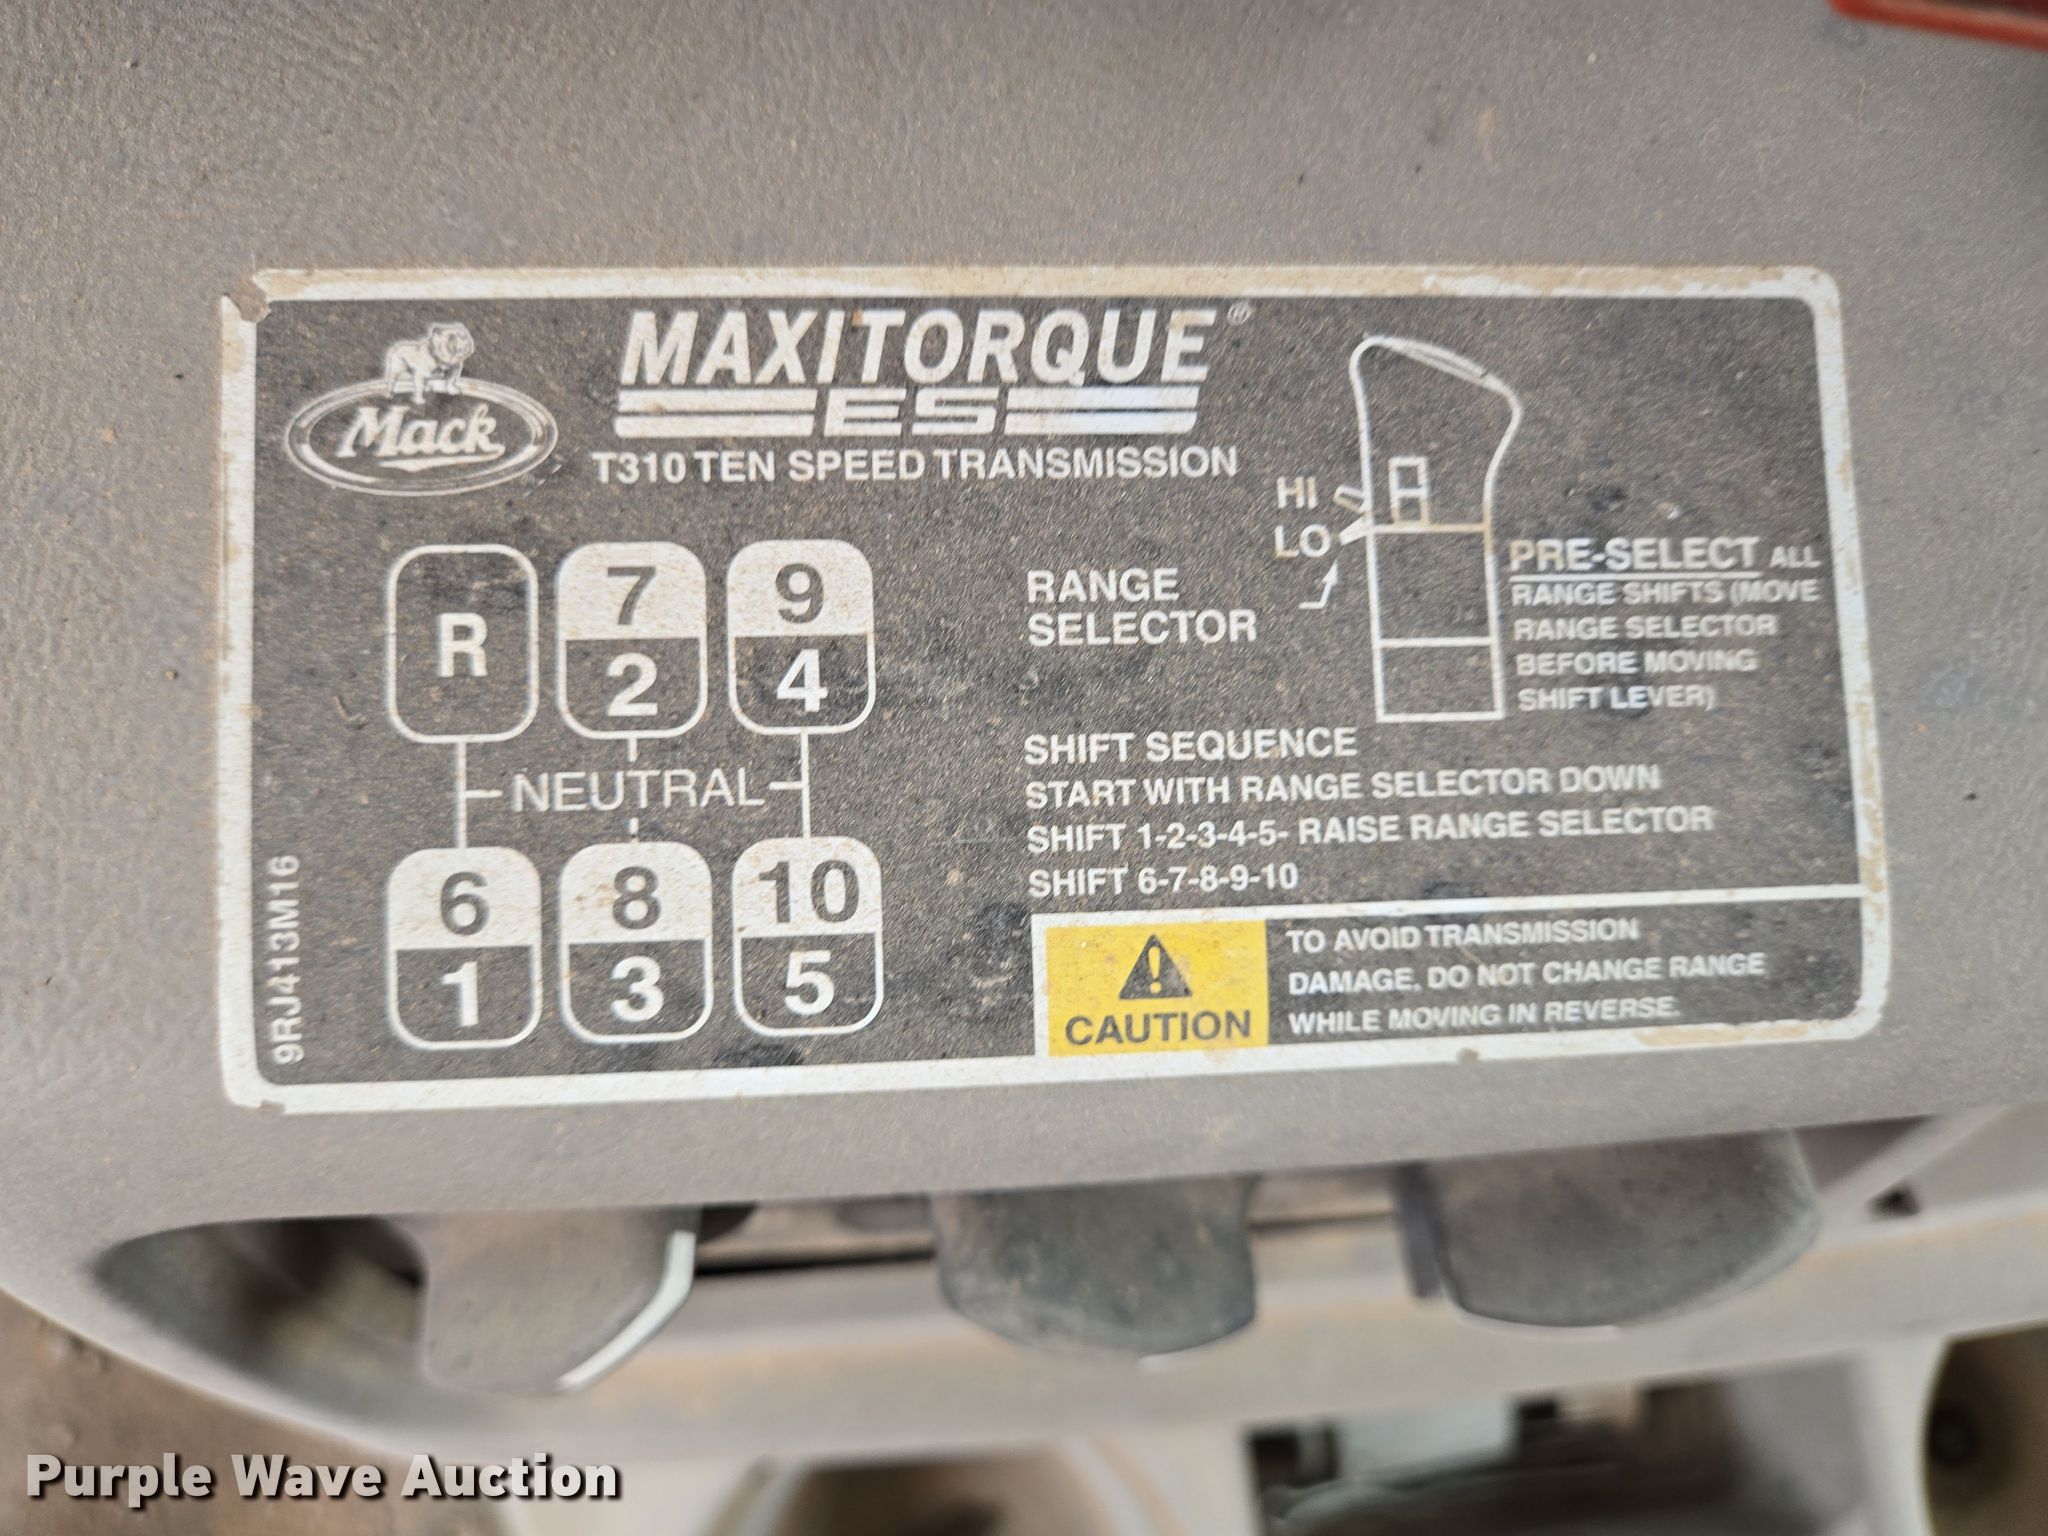 MAXITORQUE®
ES
Mack
T310 TEN SPEED TRANSMISSION
HI
LO
RANGE
SELECTOR
PRE-SELECT ALL
RANGE SHIFTS (MOVE
RANGE SELECTOR
BEFORE MOVING
SHIFT LEVER)
R 7 9
2 4
NEUTRAL
6 8 10
1 3 5
9RJ413M16
SHIFT SEQUENCE
START WITH RANGE SELECTOR DOWN
SHIFT 1-2-3-4-5- RAISE RANGE SELECTOR
SHIFT 6-7-8-9-10
CAUTION
TO AVOID TRANSMISSION
DAMAGE, DO NOT CHANGE RANGE
WHILE MOVING IN REVERSE.
Purple Wave Auction